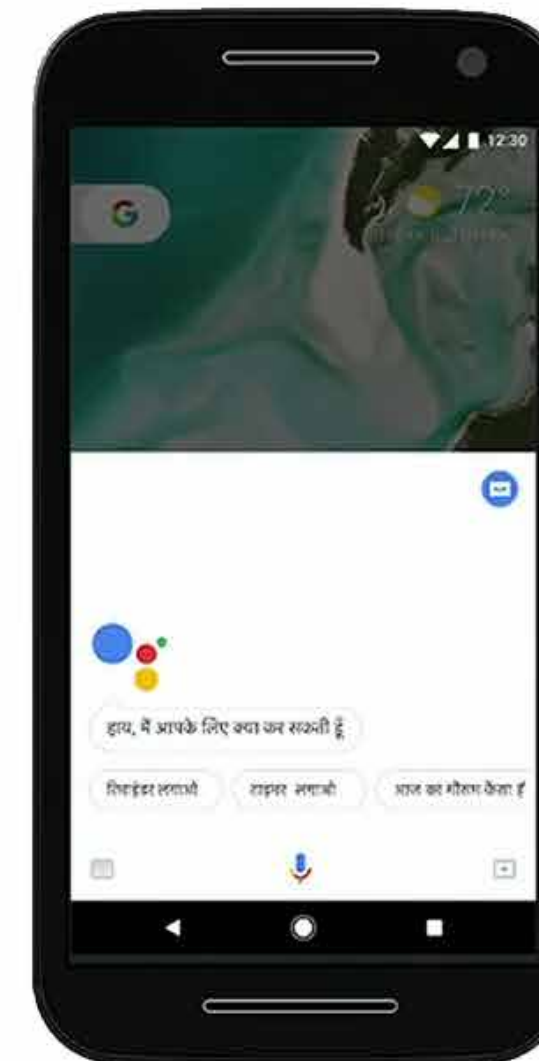 12:30
G
72°
हाय, मैं आपके लिए क्या कर सकती हूँ
रिमाइंडर लगाओ
टाइमर लगाओ
आज का मौसम कैसा है